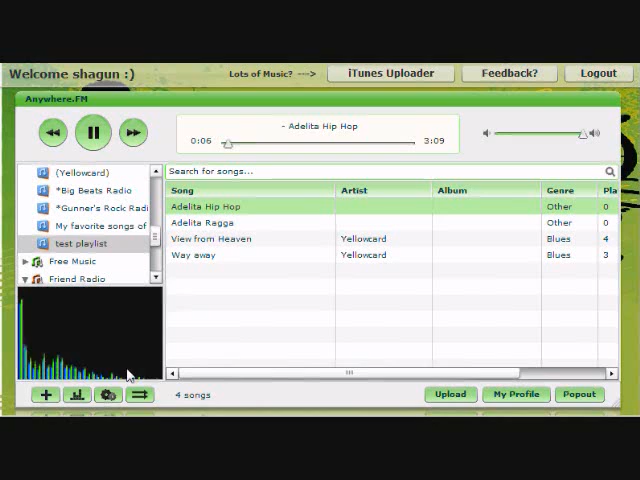 Welcome shagun :)
Lots of Music? ---> iTunes Uploader Feedback? Logout
Anywhere.FM
- Adelita Hip Hop
0:06 3:09
Search for songs...
(Yellowcard)
*Big Beats Radio
*Gunner's Rock Radi
My favorite songs of
test playlist
Free Music
Friend Radio
Song Artist Album Genre Pla
Adelita Hip Hop Other 0
Adelita Ragga Other 0
View from Heaven Yellowcard Blues 4
Way away Yellowcard Blues 3
4 songs
Upload My Profile Popout